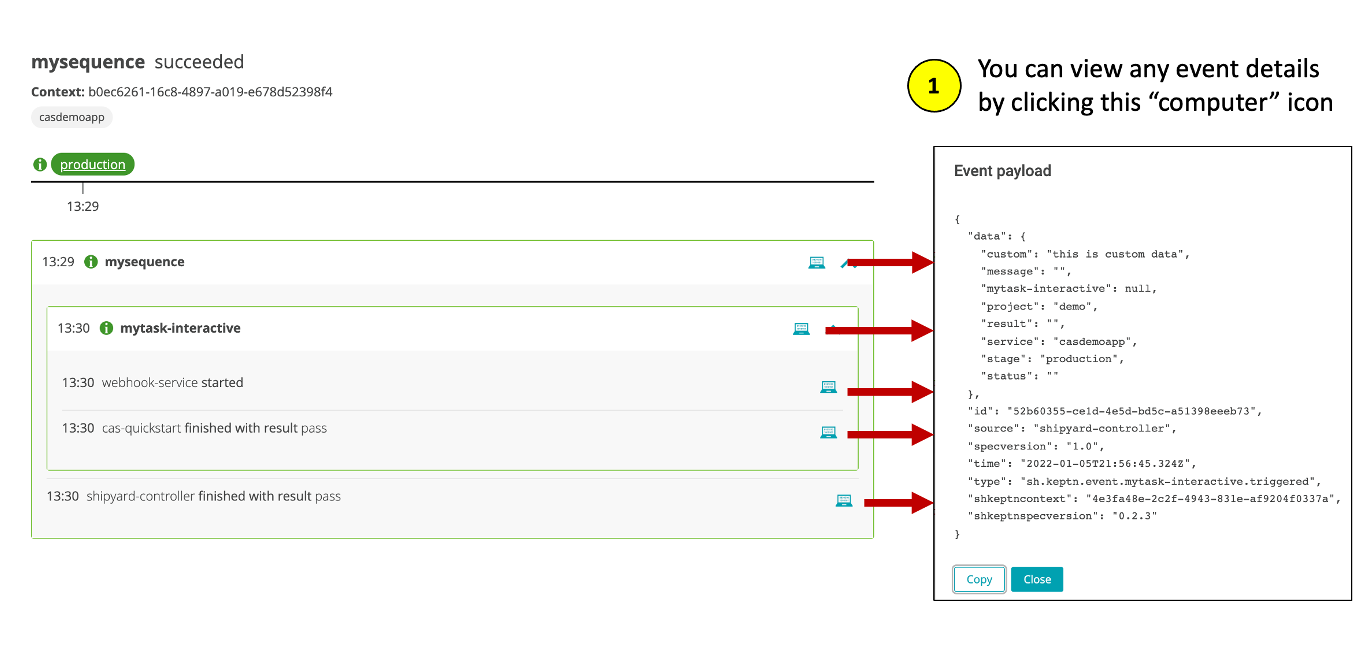 mysequence succeeded
Context: b0ec6261-16c8-4897-a019-e678d52398f4
casdemoapp
production
13:29
13:29 mysequence
13:30 mytask-interactive
13:30 webhook-service started
13:30 cas-quickstart finished with result pass
13:30 shipyard-controller finished with result pass
1
You can view any event details
by clicking this “computer” icon
Event payload
{
"data": {
"custom": "this is custom data",
"message": "",
"mytask-interactive": null,
"project": "demo",
"result": "",
"service": "casdemoapp",
"stage": "production",
"status": ""
},
"id": "52b60355-ce1d-4e5d-bd5c-a51398eeeb73",
"source": "shipyard-controller",
"specversion": "1.0",
"time": "2022-01-05T21:56:45.324Z",
"type": "sh.keptn.event.mytask-interactive.triggered",
"shkeptncontext": "4e3fa48e-2c2f-4943-831e-af9204f0337a",
"shkeptnspecversion": "0.2.3"
}
Copy Close